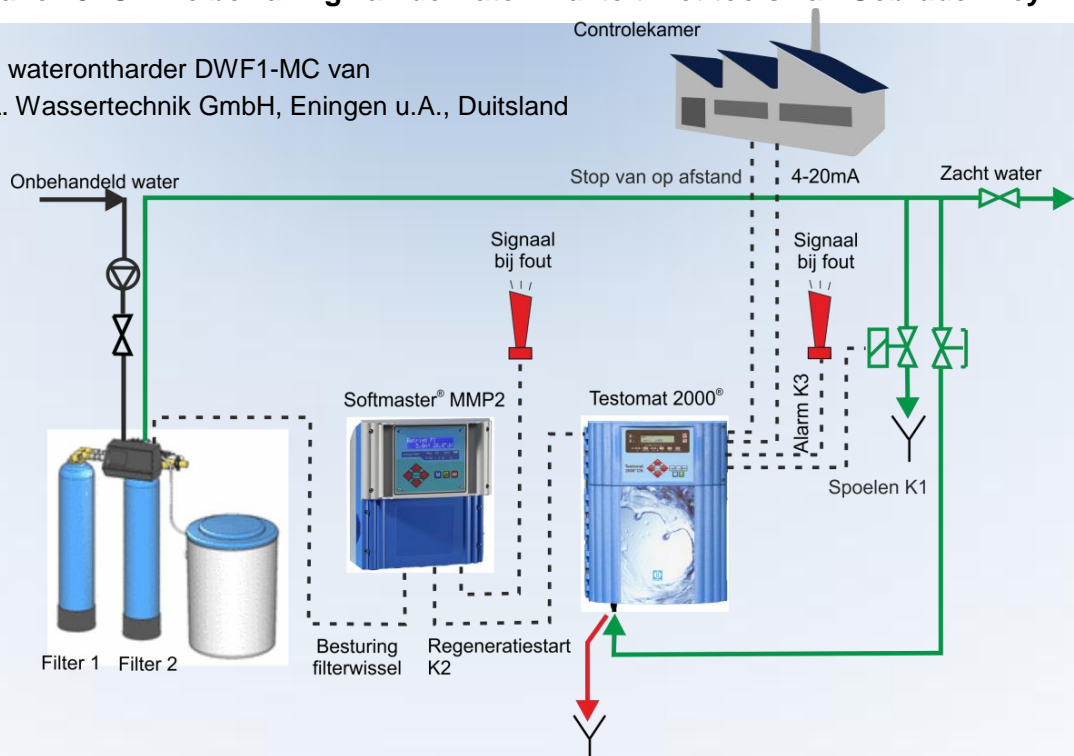 Controlekamer
waterontharder DWF1-MC van
Wassertechnik GmbH, Eningen u.A., Duitsland
Onbehandeld water
Stop van op afstand
4-20mA
Zacht water
Signaal
bij fout
Signaal
bij fout
Softmaster® MMP2
Testomat 2000®
Alarm K3
Spoelen K1
Filter 1
Filter 2
Besturing
filterwissel
Regeneratiestart
K2